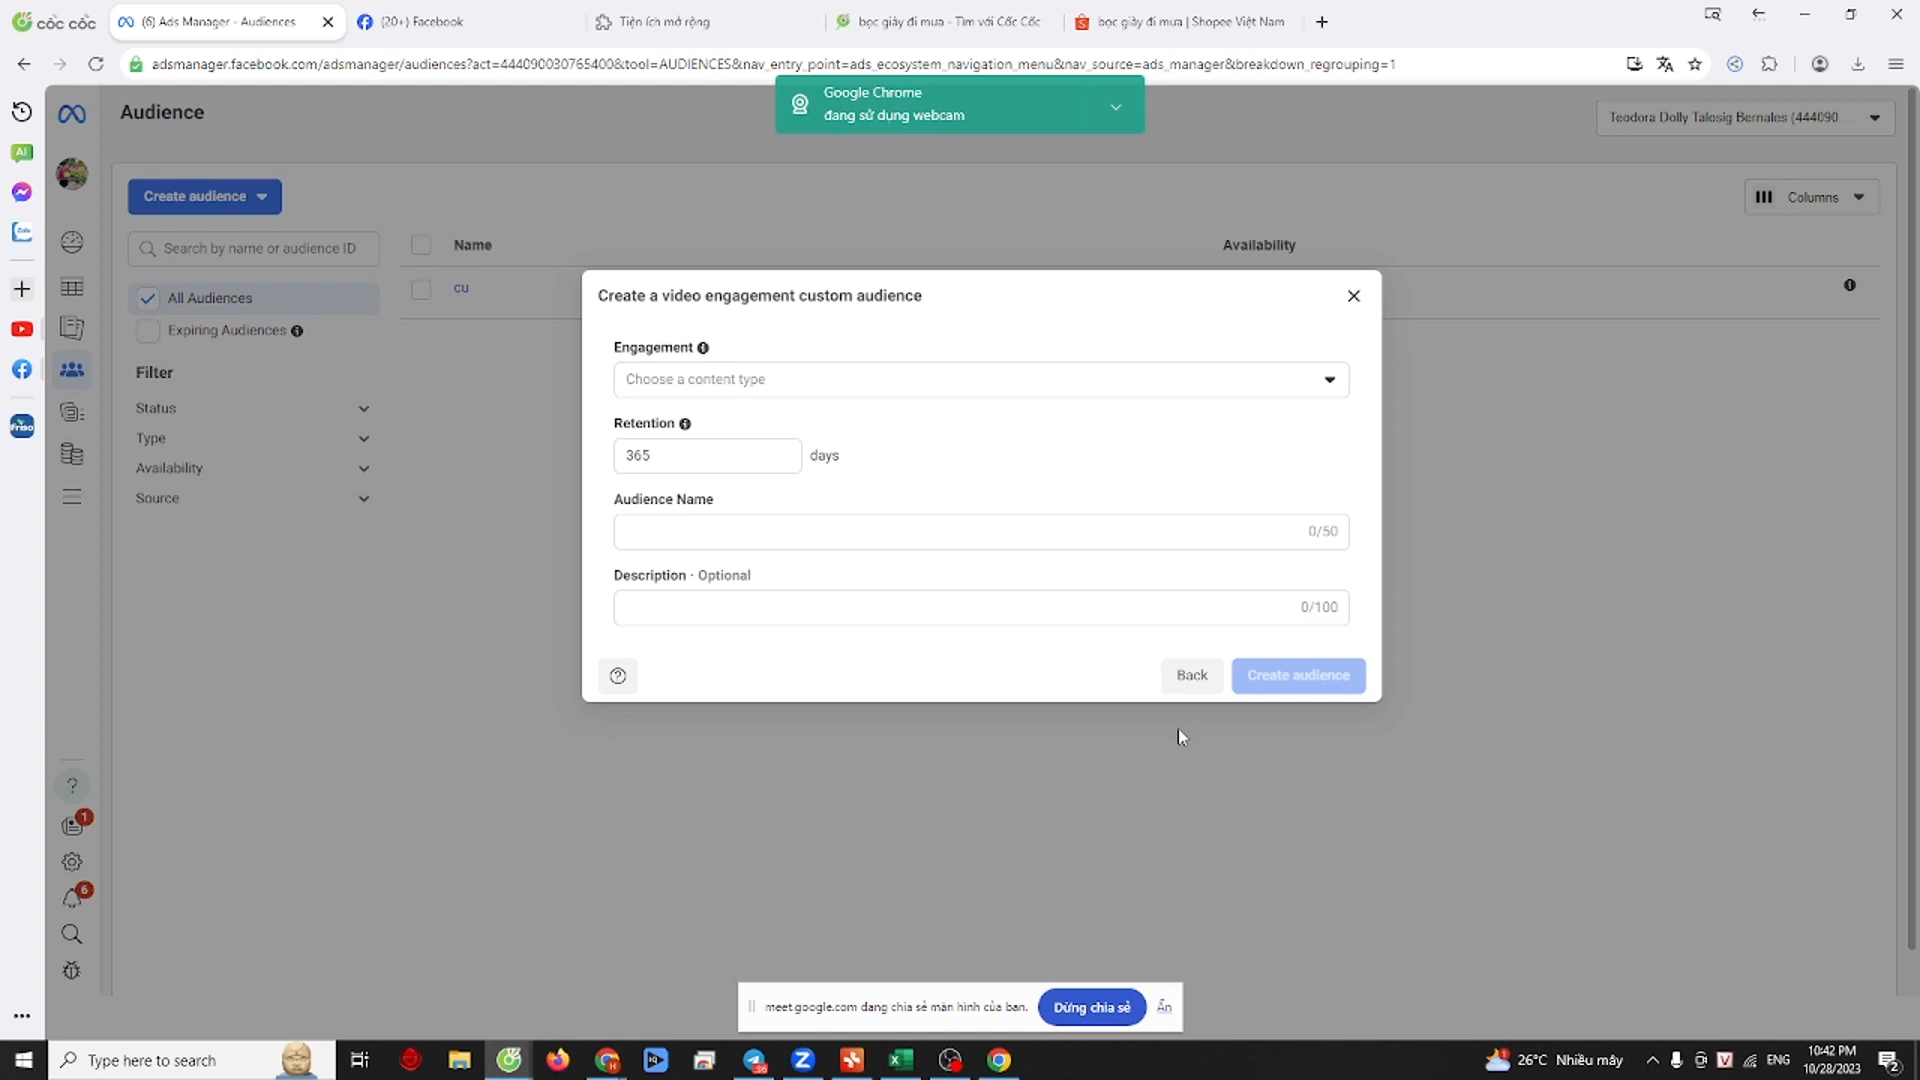 cốc cốc
(6) Ads Manager - Audiences
(20+) Facebook
Tiện ích mở rộng
bọc giày đi mưa - Tìm với Cốc Cốc
bọc giày đi mưa | Shopee Việt Nam
adsmanager.facebook.com/adsmanager/audiences?act=444090030765400&tool=AUDIENCES&nav_entry_point=ads_ecosystem_navigation_menu&nav_source=ads_manager&breakdown_regrouping=1
Google Chrome
đang sử dụng webcam
Audience
Teodora Dolly Talosig Bernales (444090...
Create audience
Columns
Search by name or audience ID
Name
Availability
All Audiences
cu
Expiring Audiences
Filter
Status
Type
Availability
Source
Create a video engagement custom audience
Engagement
Choose a content type
Retention
365
days
Audience Name
0/50
Description · Optional
0/100
Back
Create audience
AI
Zalo
Friso
1
6
meet.google.com đang chia sẻ màn hình của bạn.
Dừng chia sẻ
Ẩn
Type here to search
36
26°C Nhiều mây
ENG
10:42 PM
10/28/2023
2